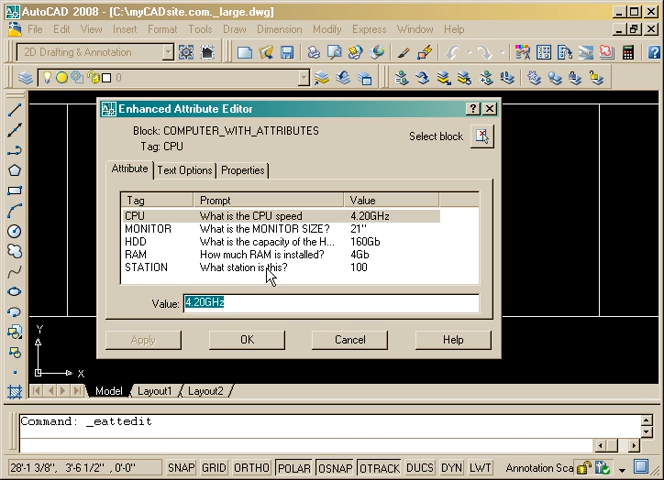 AutoCAD 2008 - [C:\myCADsite.com._large.dwg]
File Edit View Insert Format Tools Draw Dimension Modify Express Window Help
2D Drafting & Annotation
0
Enhanced Attribute Editor
Block: COMPUTER_WITH_ATTRIBUTES
Tag: CPU
Select block
Attribute Text Options Properties
Tag Prompt Value
CPU What is the CPU speed 4.20GHz
MONITOR What is the MONITOR SIZE? 21"
HDD What is the capacity of the H... 160Gb
RAM How much RAM is installed? 4Gb
STATION What station is this? 100
Value: 4.20GHz
Apply OK Cancel Help
Y
X
Model Layout1 Layout2
Command: _eattedit
28'-1 3/8", 3'-6 1/2" ,0'-0" SNAP GRID ORTHO POLAR OSNAP OTRACK DUCS DYN LWT Annotation Sca